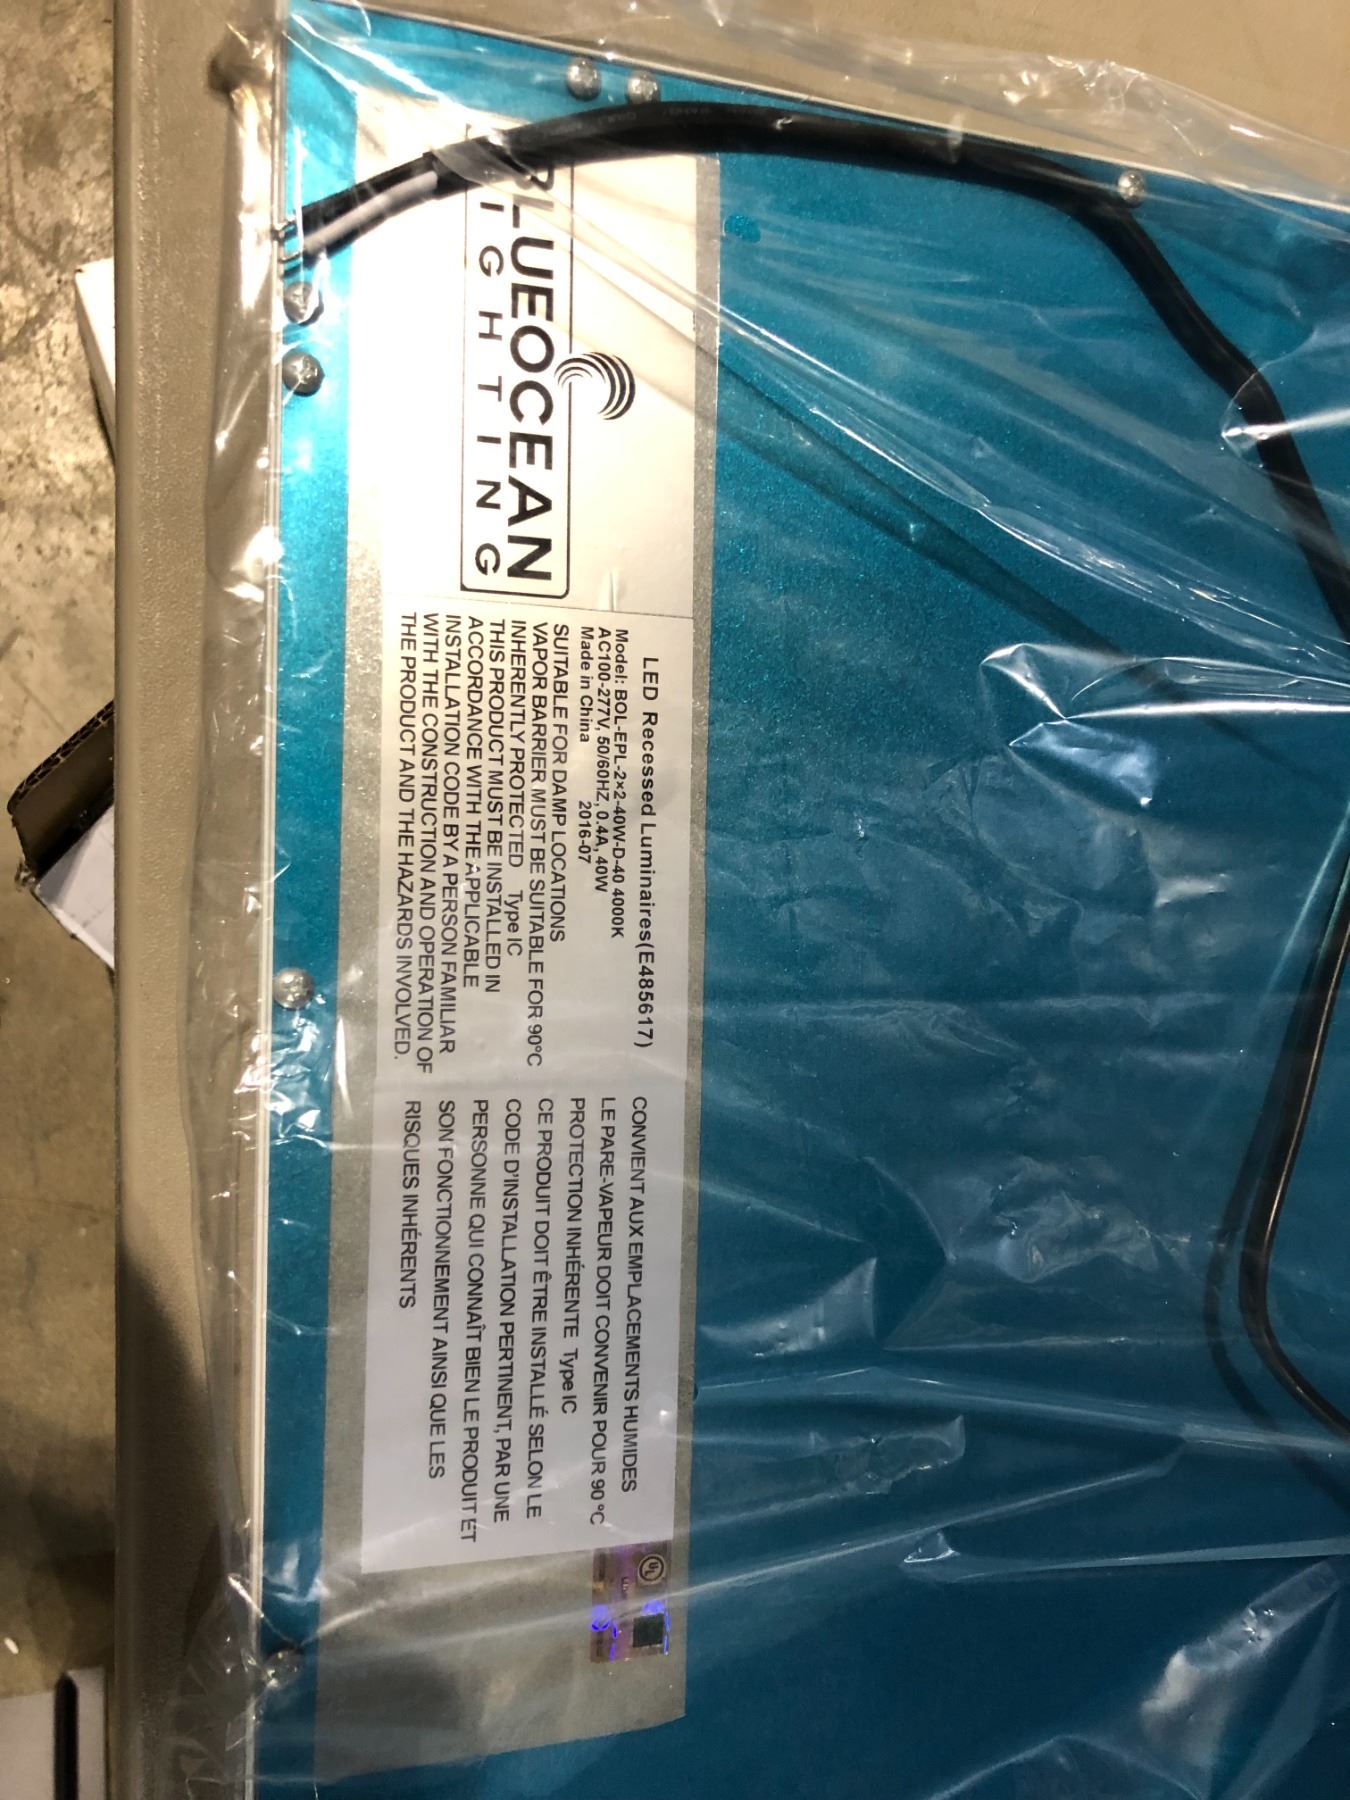 BLUEOCEAN
LIGHTING
LED Recessed Luminaires(E485617)
Model: BOL-EPL-2×2-40W-D-40 4000K
AC100-277V, 50/60HZ, 0.4A, 40W
Made in China 2016-07
SUITABLE FOR DAMP LOCATIONS
VAPOR BARRIER MUST BE SUITABLE FOR 90°C
INHERENTLY PROTECTED Type IC
THIS PRODUCT MUST BE INSTALLED IN
ACCORDANCE WITH THE APPLICABLE
INSTALLATION CODE BY A PERSON FAMILIAR
WITH THE CONSTRUCTION AND OPERATION OF
THE PRODUCT AND THE HAZARDS INVOLVED.
CONVIENT AUX EMPLACEMENTS HUMIDES
LE PARE-VAPEUR DOIT CONVENIR POUR 90 °C
PROTECTION INHÉRENTE Type IC
CE PRODUIT DOIT ÊTRE INSTALLÉ SELON LE
CODE D'INSTALLATION PERTINENT, PAR UNE
PERSONNE QUI CONNAÎT BIEN LE PRODUIT ET
SON FONCTIONNEMENT AINSI QUE LES
RISQUES INHÉRENTS
UL